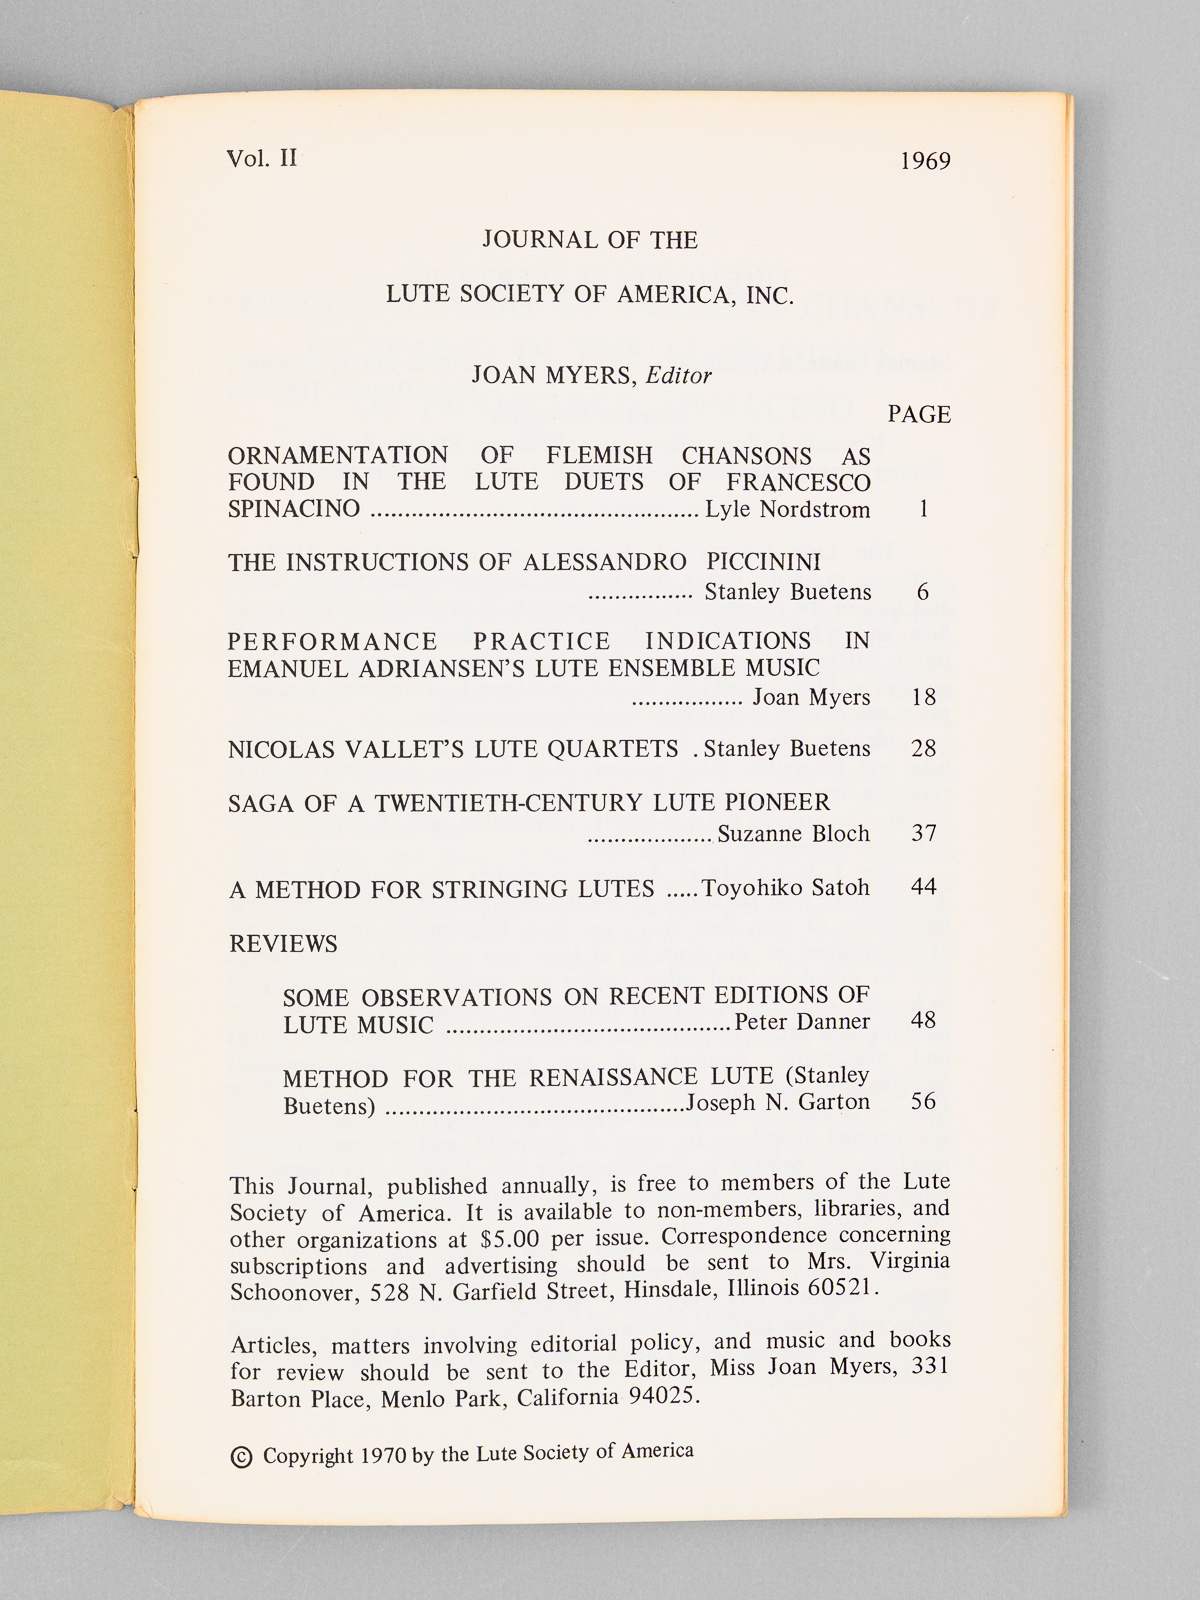 Vol. II 1969
JOURNAL OF THE
LUTE SOCIETY OF AMERICA, INC.
JOAN MYERS, Editor
PAGE
ORNAMENTATION OF FLEMISH CHANSONS AS
FOUND IN THE LUTE DUETS OF FRANCESCO
SPINACINO ................................................. Lyle Nordstrom 1
THE INSTRUCTIONS OF ALESSANDRO PICCININI
................ Stanley Buetens 6
PERFORMANCE PRACTICE INDICATIONS IN
EMANUEL ADRIANSEN'S LUTE ENSEMBLE MUSIC
................. Joan Myers 18
NICOLAS VALLET'S LUTE QUARTETS . Stanley Buetens 28
SAGA OF A TWENTIETH-CENTURY LUTE PIONEER
................... Suzanne Bloch 37
A METHOD FOR STRINGING LUTES ..... Toyohiko Satoh 44
REVIEWS
SOME OBSERVATIONS ON RECENT EDITIONS OF
LUTE MUSIC ........................................... Peter Danner 48
METHOD FOR THE RENAISSANCE LUTE (Stanley
Buetens) .............................................Joseph N. Garton 56
This Journal, published annually, is free to members of the Lute
Society of America. It is available to non-members, libraries, and
other organizations at $5.00 per issue. Correspondence concerning
subscriptions and advertising should be sent to Mrs. Virginia
Schoonover, 528 N. Garfield Street, Hinsdale, Illinois 60521.
Articles, matters involving editorial policy, and music and books
for review should be sent to the Editor, Miss Joan Myers, 331
Barton Place, Menlo Park, California 94025.
© Copyright 1970 by the Lute Society of America